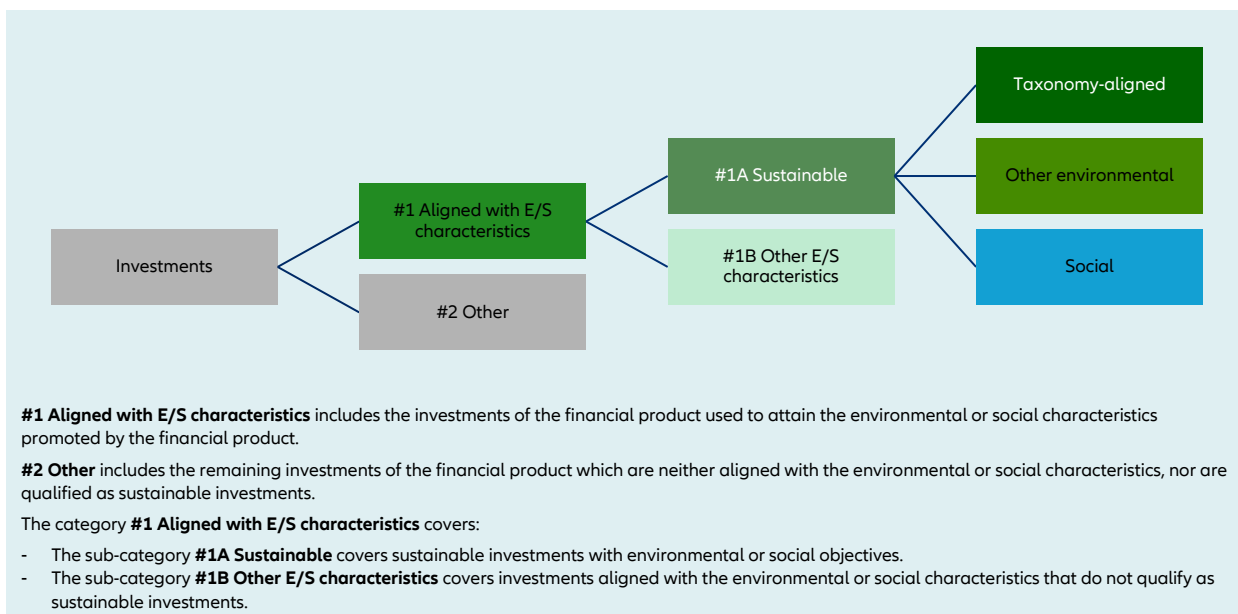 Taxonomy-aligned
#1A Sustainable
Other environmental
#1 Aligned with E/S
characteristics
Investments
#1B Other E/S
characteristics
Social
#2 Other
#1 Aligned with E/S characteristics includes the investments of the financial product used to attain the environmental or social characteristics
promoted by the financial product.
#2 Other includes the remaining investments of the financial product which are neither aligned with the environmental or social characteristics, nor are
qualified as sustainable investments.
The category #1 Aligned with E/S characteristics covers:
- The sub-category #1A Sustainable covers sustainable investments with environmental or social objectives.
- The sub-category #1B Other E/S characteristics covers investments aligned with the environmental or social characteristics that do not qualify as
sustainable investments.